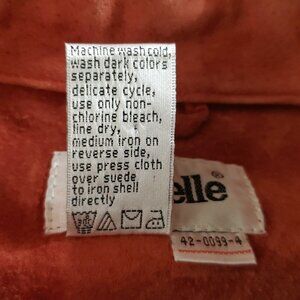 Machine wash cold,
wash dark colors
separately,
delicate cycle,
use only non-
chlorine bleach,
line dry,
medium iron on
reverse side,
use press cloth
over suede
to iron shell
directly
elle®
42-0099-4